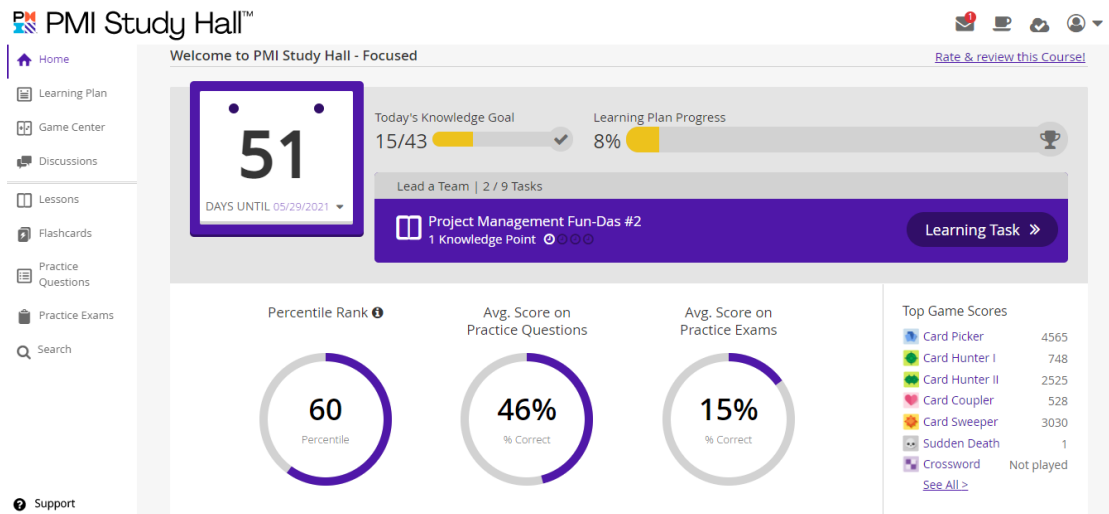 PMI Study Hall™
1
Home
Learning Plan
Game Center
Discussions
Lessons
Flashcards
Practice
Questions
Practice Exams
Search
Support
Welcome to PMI Study Hall - Focused
Rate & review this Course!
51
DAYS UNTIL 05/29/2021
Today's Knowledge Goal
15/43
Learning Plan Progress
8%
Lead a Team | 2 / 9 Tasks
Project Management Fun-Das #2
1 Knowledge Point
Learning Task »
Percentile Rank
60
Percentile
Avg. Score on
Practice Questions
46%
% Correct
Avg. Score on
Practice Exams
15%
% Correct
Top Game Scores
Card Picker 4565
Card Hunter I 748
Card Hunter II 2525
Card Coupler 528
Card Sweeper 3030
Sudden Death 1
Crossword Not played
See All >